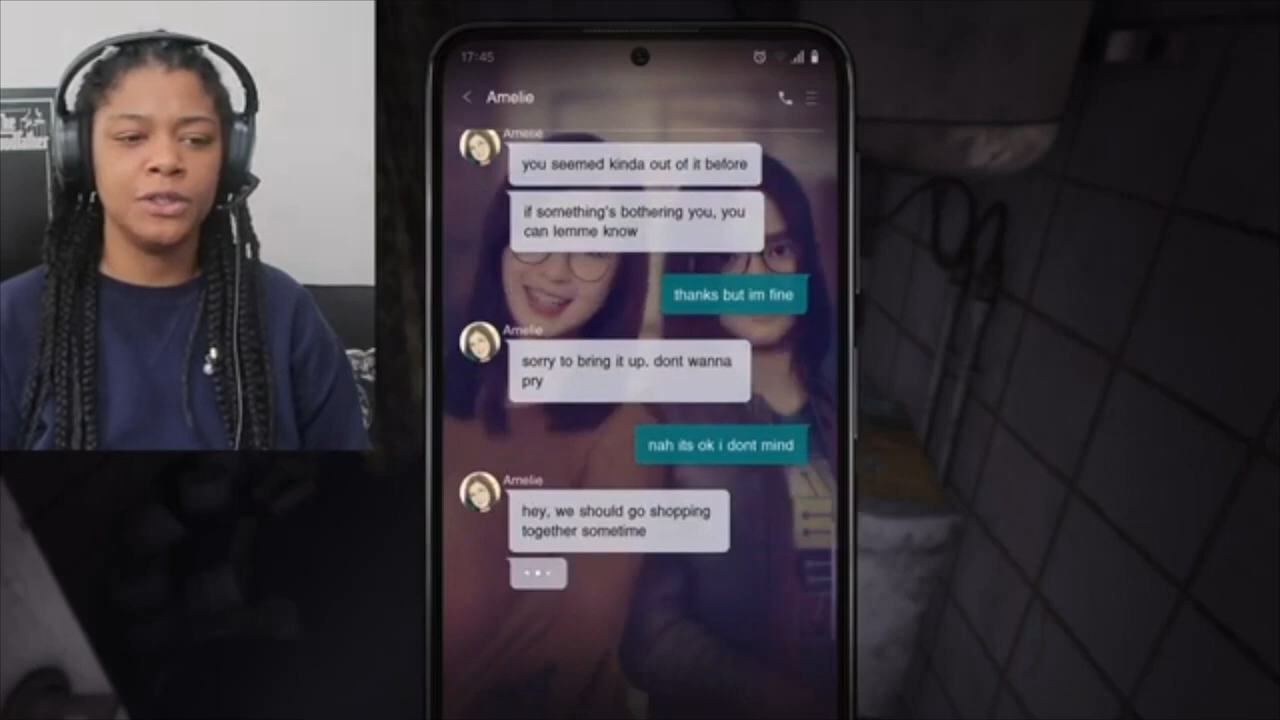 The
Godfather
17:45
Amelie
Amelie
you seemed kinda out of it before
if something's bothering you, you
can lemme know
thanks but im fine
Amelie
sorry to bring it up. dont wanna
pry
nah its ok i dont mind
Amelie
hey, we should go shopping
together sometime